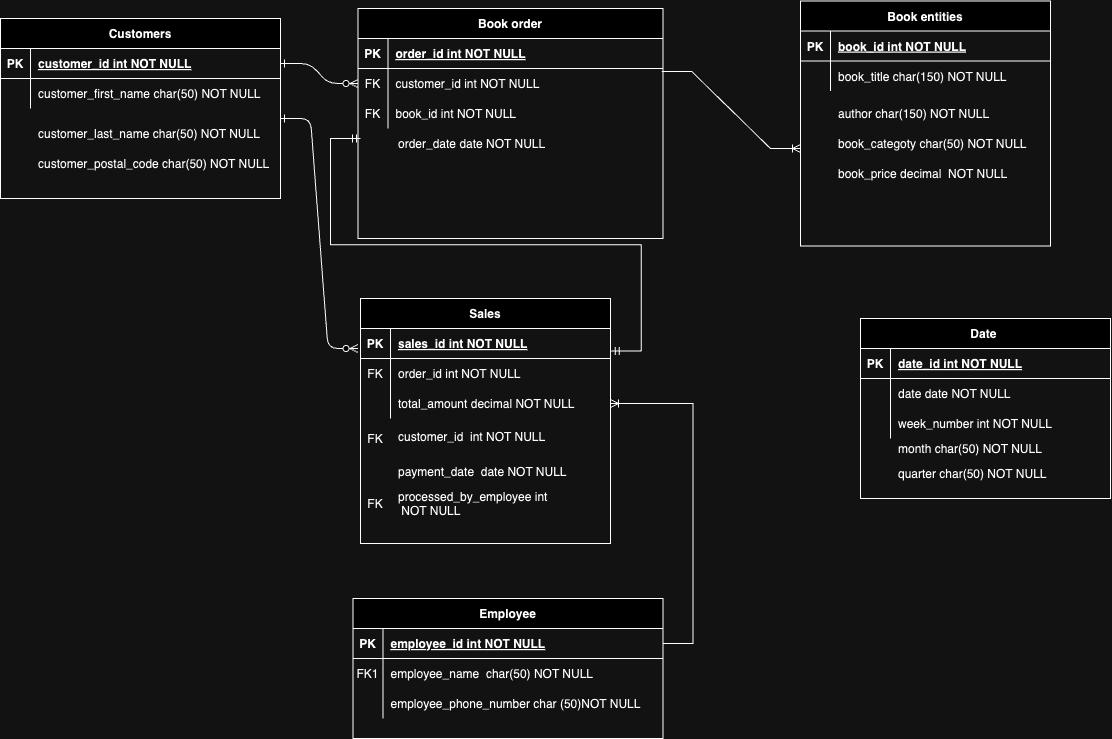 Customers
PK customer_id int NOT NULL
customer_first_name char(50) NOT NULL
customer_last_name char(50) NOT NULL
customer_postal_code char(50) NOT NULL
Book order
PK order_id int NOT NULL
FK customer_id int NOT NULL
FK book_id int NOT NULL
order_date date NOT NULL
Book entities
PK book_id int NOT NULL
book_title char(150) NOT NULL
author char(150) NOT NULL
book_categoty char(50) NOT NULL
book_price decimal  NOT NULL
Sales
PK sales_id int NOT NULL
FK order_id int NOT NULL
total_amount decimal NOT NULL
FK customer_id  int NOT NULL
payment_date  date NOT NULL
FK processed_by_employee int
NOT NULL
Date
PK date_id int NOT NULL
date date NOT NULL
week_number int NOT NULL
month char(50) NOT NULL
quarter char(50) NOT NULL
Employee
PK employee_id int NOT NULL
FK1 employee_name  char(50) NOT NULL
employee_phone_number char (50)NOT NULL